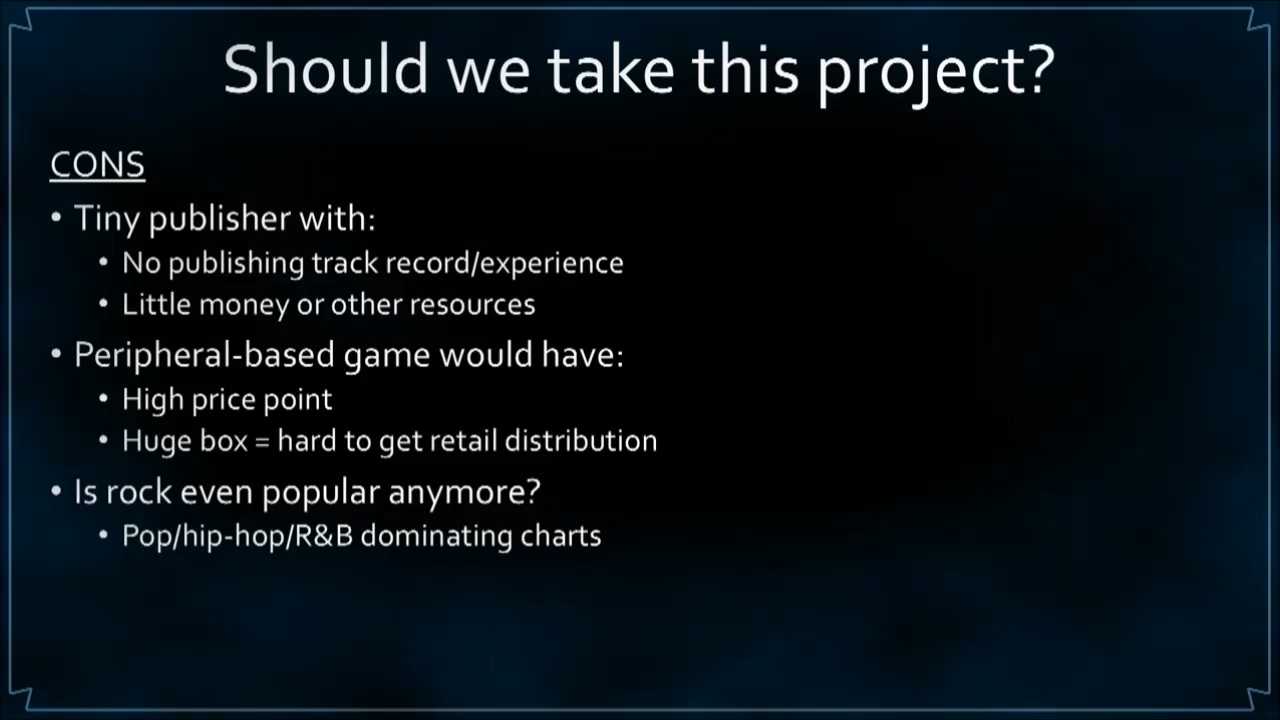 Should we take this project?
CONS
• Tiny publisher with:
• No publishing track record/experience
• Little money or other resources
• Peripheral-based game would have:
• High price point
• Huge box = hard to get retail distribution
• Is rock even popular anymore?
• Pop/hip-hop/R&B dominating charts